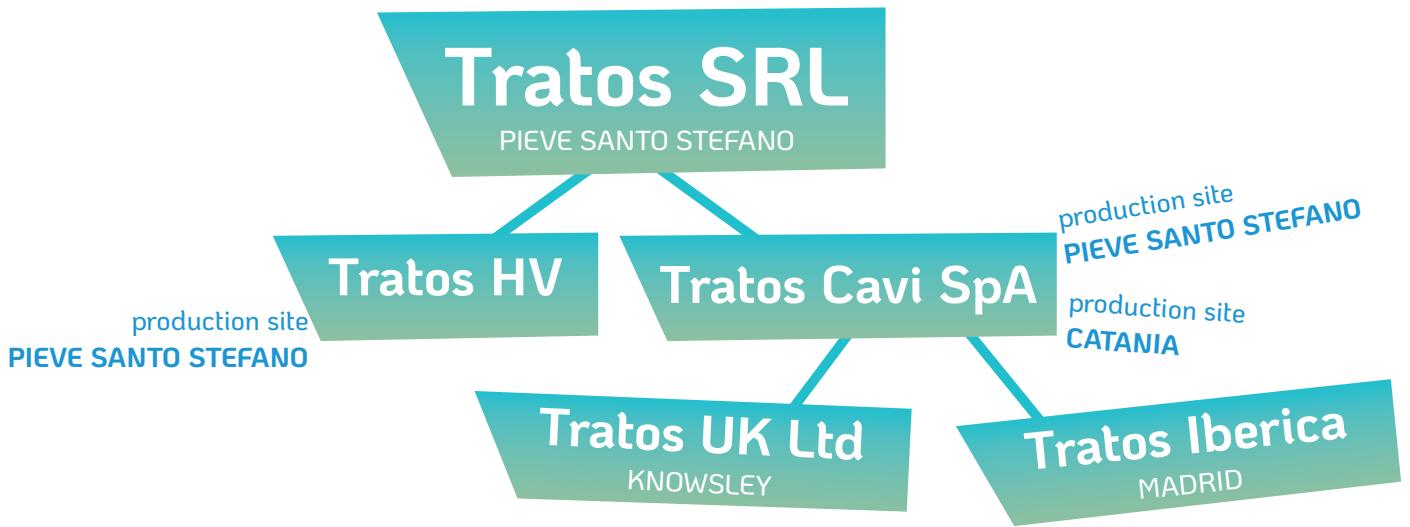 Tratos SRL
PIEVE SANTO STEFANO
Tratos HV
production site
PIEVE SANTO STEFANO
Tratos Cavi SpA
production site
PIEVE SANTO STEFANO
production site
CATANIA
Tratos UK Ltd
KNOWSLEY
Tratos Iberica
MADRID